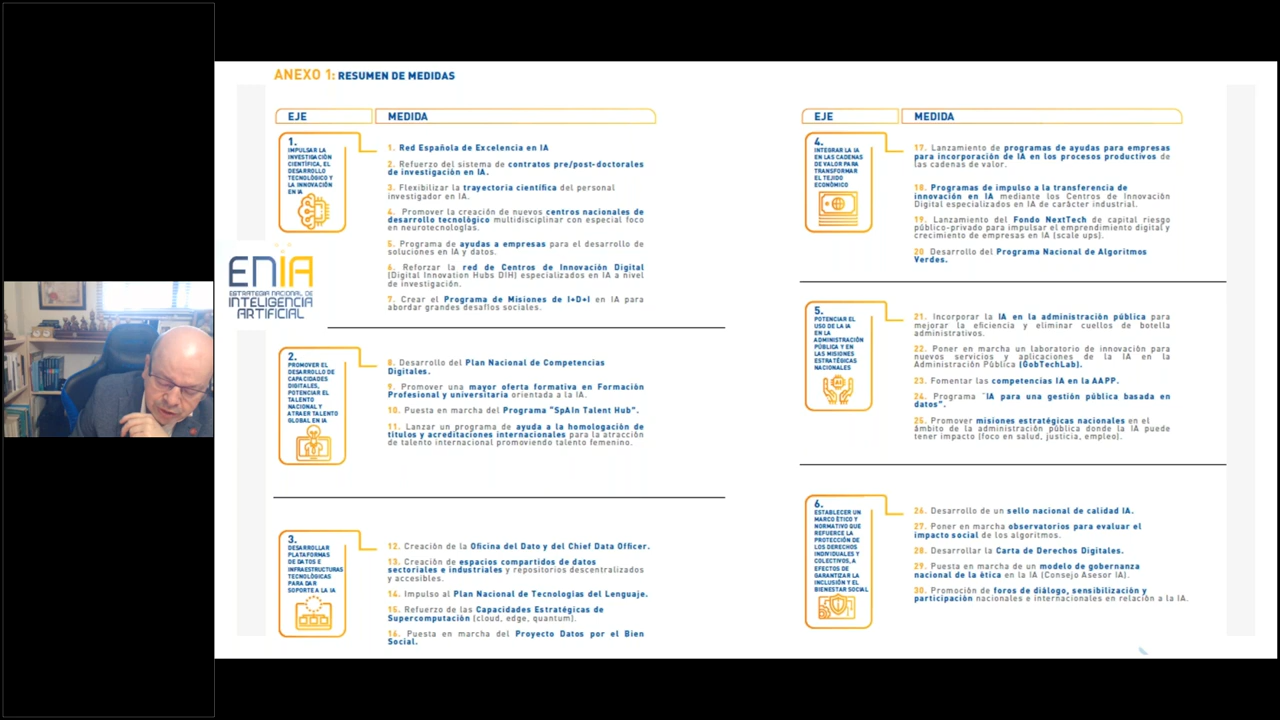 ANEXO 1: RESUMEN DE MEDIDAS
EJE
MEDIDA
1.
IMPULSAR LA
INVESTIGACIÓN
CIENTÍFICA, EL
DESARROLLO
TECNOLÓGICO Y
LA INNOVACIÓN
EN IA
1. Red Española de Excelencia en IA
2. Refuerzo del sistema de contratos pre/post-doctorales
de investigación en IA.
3. Flexibilizar la trayectoria científica del personal
investigador en IA.
4. Promover la creación de nuevos centros nacionales de
desarrollo tecnológico multidisciplinar con especial foco
en neurotecnologías.
5. Programa de ayudas a empresas para el desarrollo de
soluciones en IA y datos.
6. Reforzar la red de Centros de Innovación Digital
(Digital Innovation Hubs DIH) especializados en IA a nivel
de investigación.
7. Crear el Programa de Misiones de I+D+I en IA para
abordar grandes desafíos sociales.
ENIA
ESTRATEGIA NACIONAL DE
INTELIGENCIA
ARTIFICIAL
2.
PROMOVER EL
DESARROLLO DE
CAPACIDADES
DIGITALES,
POTENCIAR EL
TALENTO
NACIONAL Y
ATRAER TALENTO
GLOBAL EN IA
8. Desarrollo del Plan Nacional de Competencias
Digitales.
9. Promover una mayor oferta formativa en Formación
Profesional y universitaria orientada a la IA.
10. Puesta en marcha del Programa “SpAIn Talent Hub”.
11. Lanzar un programa de ayuda a la homologación de
títulos y acreditaciones internacionales para la atracción
de talento internacional promoviendo talento femenino.
3.
DESARROLLAR
PLATAFORMAS
DE DATOS E
INFRAESTRUCTURAS
TECNOLÓGICAS
PARA DAR
SOPORTE A LA IA
12. Creación de la Oficina del Dato y del Chief Data Officer.
13. Creación de espacios compartidos de datos
sectoriales e industriales y repositorios descentralizados
y accesibles.
14. Impulso al Plan Nacional de Tecnologías del Lenguaje.
15. Refuerzo de las Capacidades Estratégicas de
Supercomputación (cloud, edge, quantum).
16. Puesta en marcha del Proyecto Datos por el Bien
Social.
EJE
MEDIDA
4.
INTEGRAR LA IA
EN LAS CADENAS
DE VALOR PARA
TRANSFORMAR
EL TEJIDO
ECONÓMICO
17. Lanzamiento de programas de ayudas para empresas
para incorporación de IA en los procesos productivos de
las cadenas de valor.
18. Programas de impulso a la transferencia de
innovación en IA mediante los Centros de Innovación
Digital especializados en IA de carácter industrial.
19. Lanzamiento del Fondo NextTech de capital riesgo
público-privado para impulsar el emprendimiento digital y
crecimiento de empresas en IA (scale ups).
20 Desarrollo del Programa Nacional de Algoritmos
Verdes.
5.
POTENCIAR EL
USO DE LA IA
EN LA
ADMINISTRACIÓN
PÚBLICA Y EN
LAS MISIONES
ESTRATÉGICAS
NACIONALES
21. Incorporar la IA en la administración pública para
mejorar la eficiencia y eliminar cuellos de botella
administrativos.
22. Poner en marcha un laboratorio de innovación para
nuevos servicios y aplicaciones de la IA en la
Administración Pública (GobTechLab).
23. Fomentar las competencias IA en la AAPP.
24. Programa “IA para una gestión pública basada en
datos”.
25. Promover misiones estratégicas nacionales en el
ámbito de la administración pública donde la IA puede
tener impacto (foco en salud, justicia, empleo).
6.
ESTABLECER UN
MARCO ÉTICO Y
NORMATIVO QUE
REFUERCE LA
PROTECCIÓN DE
LOS DERECHOS
INDIVIDUALES Y
COLECTIVOS, A
EFECTOS DE
GARANTIZAR LA
INCLUSIÓN Y EL
BIENESTAR SOCIAL
26. Desarrollo de un sello nacional de calidad IA.
27. Poner en marcha observatorios para evaluar el
impacto social de los algoritmos.
28. Desarrollar la Carta de Derechos Digitales.
29. Puesta en marcha de un modelo de gobernanza
nacional de la ética en la IA (Consejo Asesor IA).
30. Promoción de foros de diálogo, sensibilización y
participación nacionales e internacionales en relación a la IA.